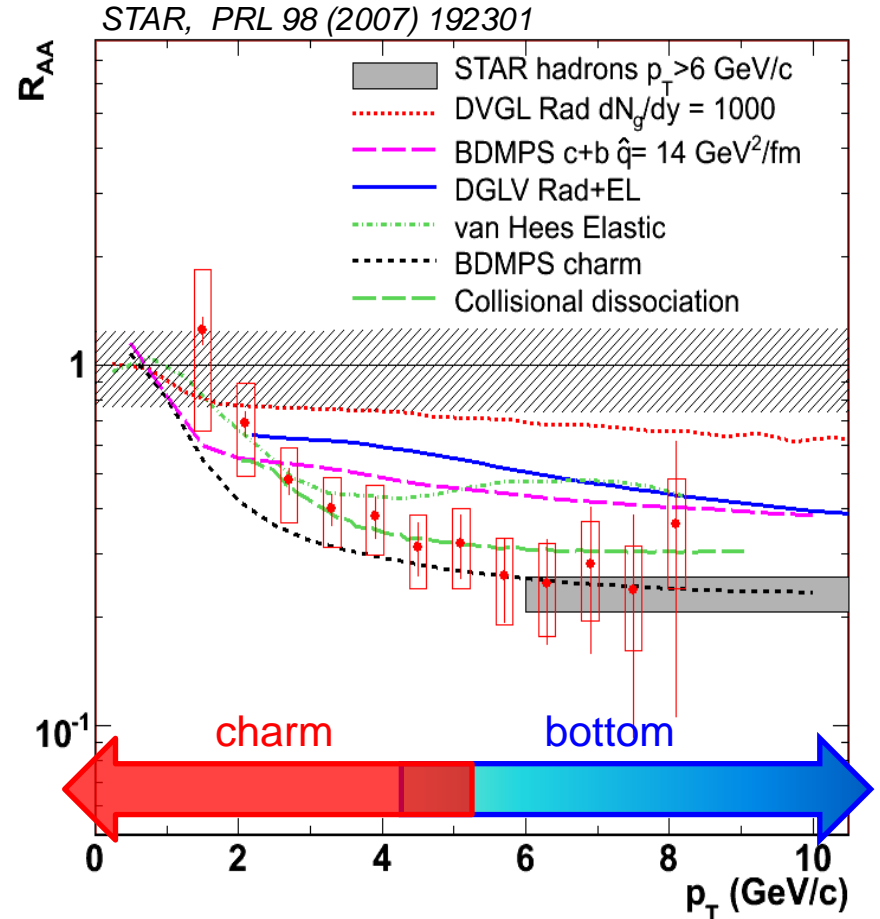 STAR, PRL 98 (2007) 192301
R_AA
STAR hadrons p_T>6 GeV/c
DVGL Rad dN_g/dy = 1000
BDMPS c+b q̂= 14 GeV²/fm
DGLV Rad+EL
van Hees Elastic
BDMPS charm
Collisional dissociation
1
10⁻¹
charm bottom
0 2 4 6 8 10
p_T (GeV/c)